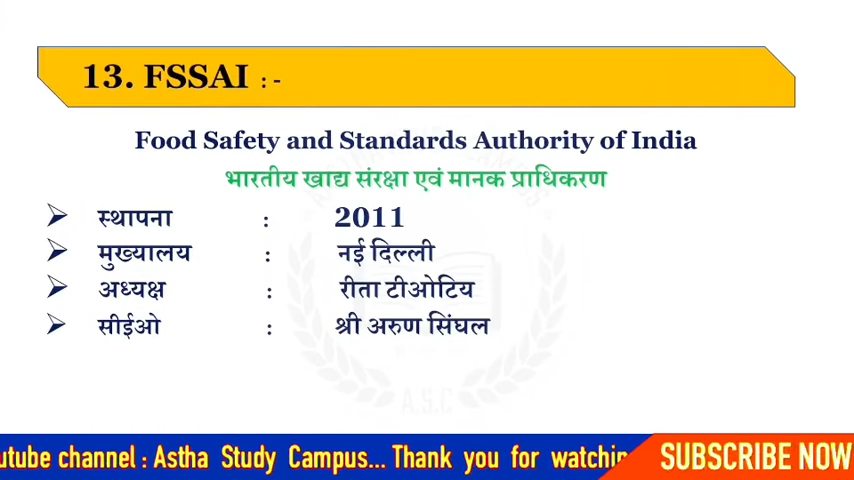 13. FSSAI : -
Food Safety and Standards Authority of India
भारतीय खाद्य संरक्षा एवं मानक प्राधिकरण
➢ स्थापना : 2011
➢ मुख्यालय : नई दिल्ली
➢ अध्यक्ष : रीता टीओटिय
➢ सीईओ : श्री अरुण सिंघल
A.S.C
utube channel : Astha Study Campus... Thank you for watchin
SUBSCRIBE NOW